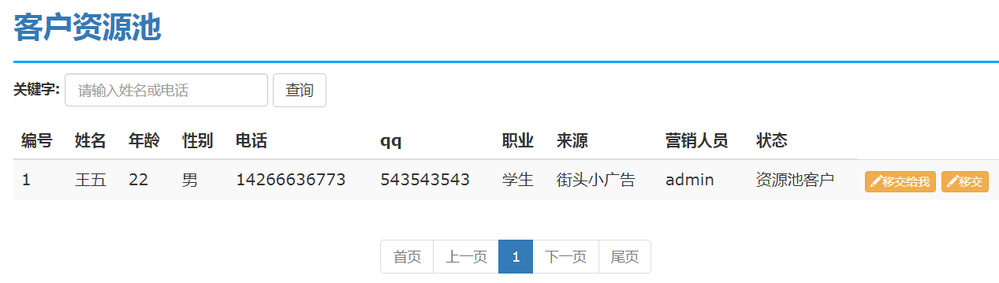 客户资源池
关键字: 请输入姓名或电话 查询
编号 姓名 年龄 性别 电话 qq 职业 来源 营销人员 状态
1 王五 22 男 14266636773 543543543 学生 街头小广告 admin 资源池客户 移交给我 移交
首页 上一页 1 下一页 尾页